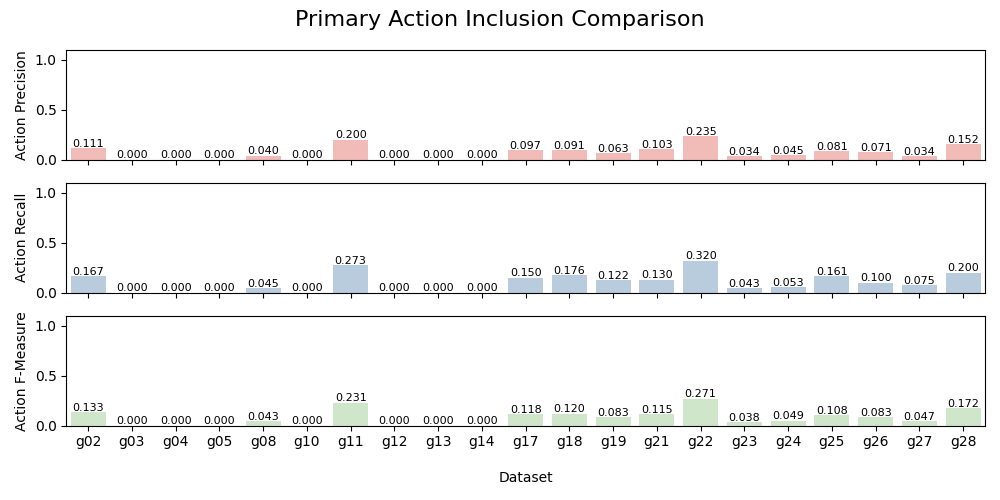 Primary Action Inclusion Comparison
Action Precision
1.0
0.5
0.0
0.111 0.000 0.000 0.000 0.040 0.000 0.200 0.000 0.000 0.000 0.097 0.091 0.063 0.103 0.235 0.034 0.045 0.081 0.071 0.034 0.152
Action Recall
1.0
0.5
0.0
0.167 0.000 0.000 0.000 0.045 0.000 0.273 0.000 0.000 0.000 0.150 0.176 0.122 0.130 0.320 0.043 0.053 0.161 0.100 0.075 0.200
Action F-Measure
1.0
0.5
0.0
0.133 0.000 0.000 0.000 0.043 0.000 0.231 0.000 0.000 0.000 0.118 0.120 0.083 0.115 0.271 0.038 0.049 0.108 0.083 0.047 0.172
g02 g03 g04 g05 g08 g10 g11 g12 g13 g14 g17 g18 g19 g21 g22 g23 g24 g25 g26 g27 g28
Dataset